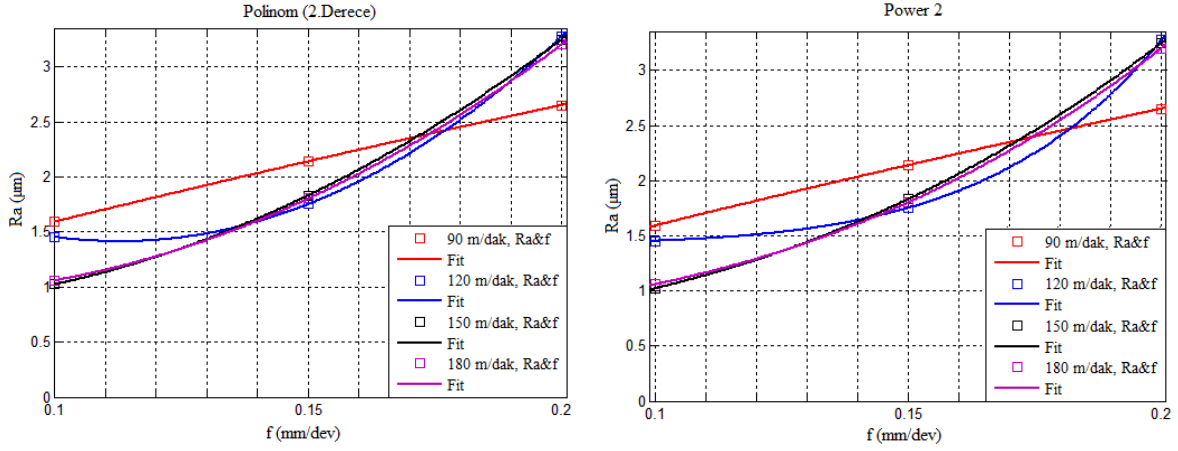 Polinom (2.Derece)
Ra (μm)
3
2.5
2
1.5
1
0.5
0
0.1
0.15
0.2
f (mm/dev)
90 m/dak, Ra&f
Fit
120 m/dak, Ra&f
Fit
150 m/dak, Ra&f
Fit
180 m/dak, Ra&f
Fit
Power 2
Ra (μm)
3
2.5
2
1.5
1
0.5
0
0.1
0.15
0.2
f (mm/dev)
90 m/dak, Ra&f
Fit
120 m/dak, Ra&f
Fit
150 m/dak, Ra&f
Fit
180 m/dak, Ra&f
Fit